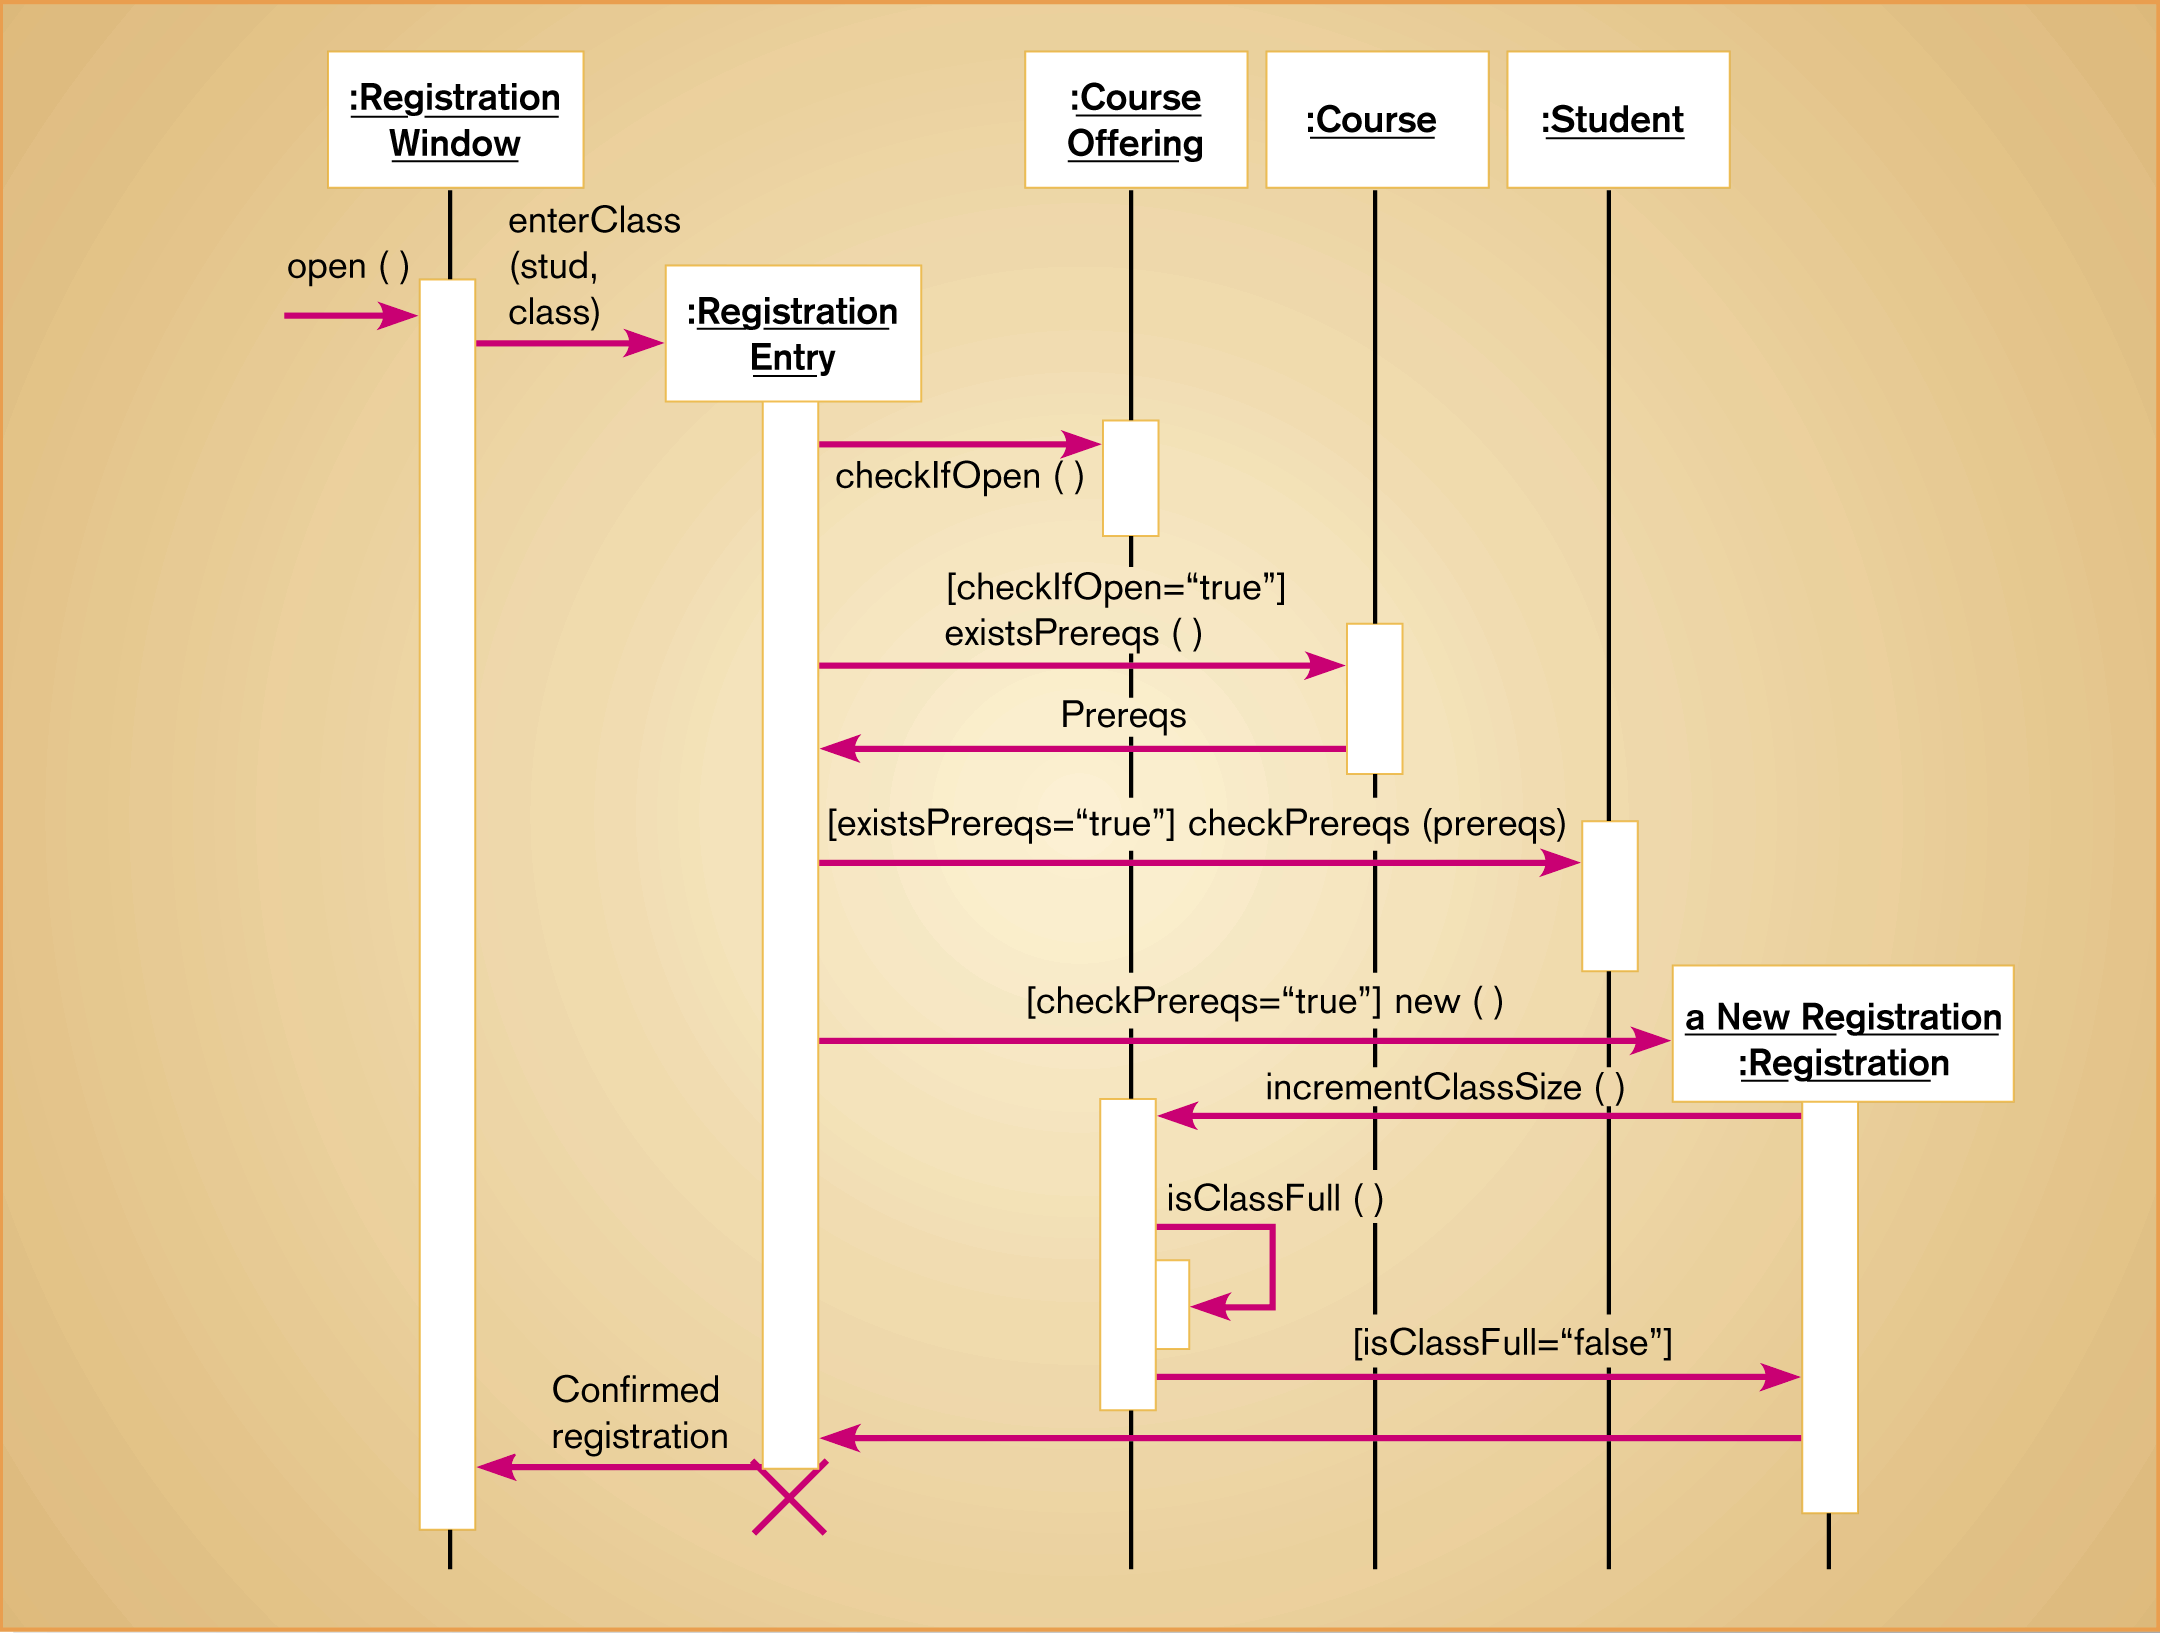 :Registration
Window
:Course
Offering
:Course
:Student
open ( )
enterClass
(stud,
class)
:Registration
Entry
checkIfOpen ( )
[checkIfOpen=“true”]
existsPrereqs ( )
Prereqs
[existsPrereqs=“true”] checkPrereqs (prereqs)
[checkPrereqs=“true”] new ( )
a New Registration
:Registration
incrementClassSize ( )
isClassFull ( )
[isClassFull=“false”]
Confirmed
registration